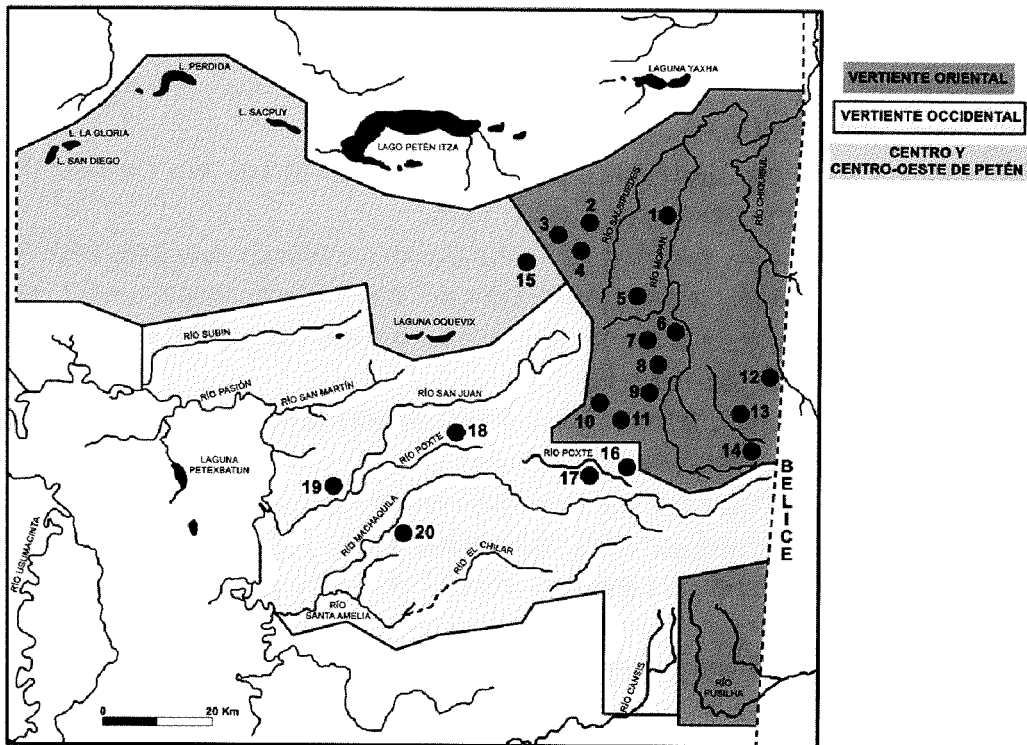 L. PERDIDA
LAGUNA YAXHA
VERTIENTE ORIENTAL
VERTIENTE OCCIDENTAL
CENTRO Y
CENTRO-OESTE DE PETÉN
L. SACPUY
L. LA GLORIA
L. SAN DIEGO
LAGO PETÉN ITZA
RÍO SALSIPUEDES
RÍO CHIQUIBUL
RÍO MOPAN
1
2
3
4
15
5
6
7
8
9
10
11
12
13
14
LAGUNA OQUEVIX
RÍO SUBIN
RÍO PASIÓN
RÍO SAN MARTÍN
RÍO SAN JUAN
RÍO POXTE
18
RÍO POXTE
16
17
LAGUNA
PETEXBATUN
19
RÍO MACHAQUILA
20
RÍO EL CHILAR
BELICE
RÍO USUMACINTA
RÍO
SANTA AMELIA
RÍO CANSIS
RÍO
PUSILHA
0 20 Km